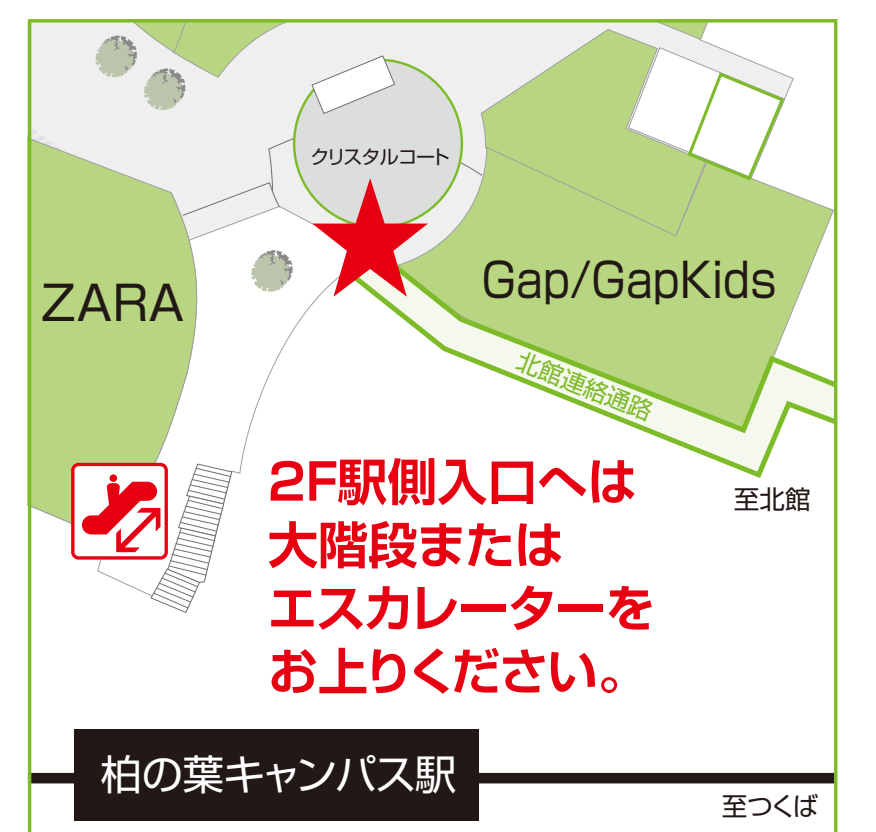 クリスタルコート
ZARA
Gap/GapKids
北館連絡通路
至北館
2F駅側入口へは
大階段または
エスカレーターを
お上りください。
柏の葉キャンパス駅
至つくば